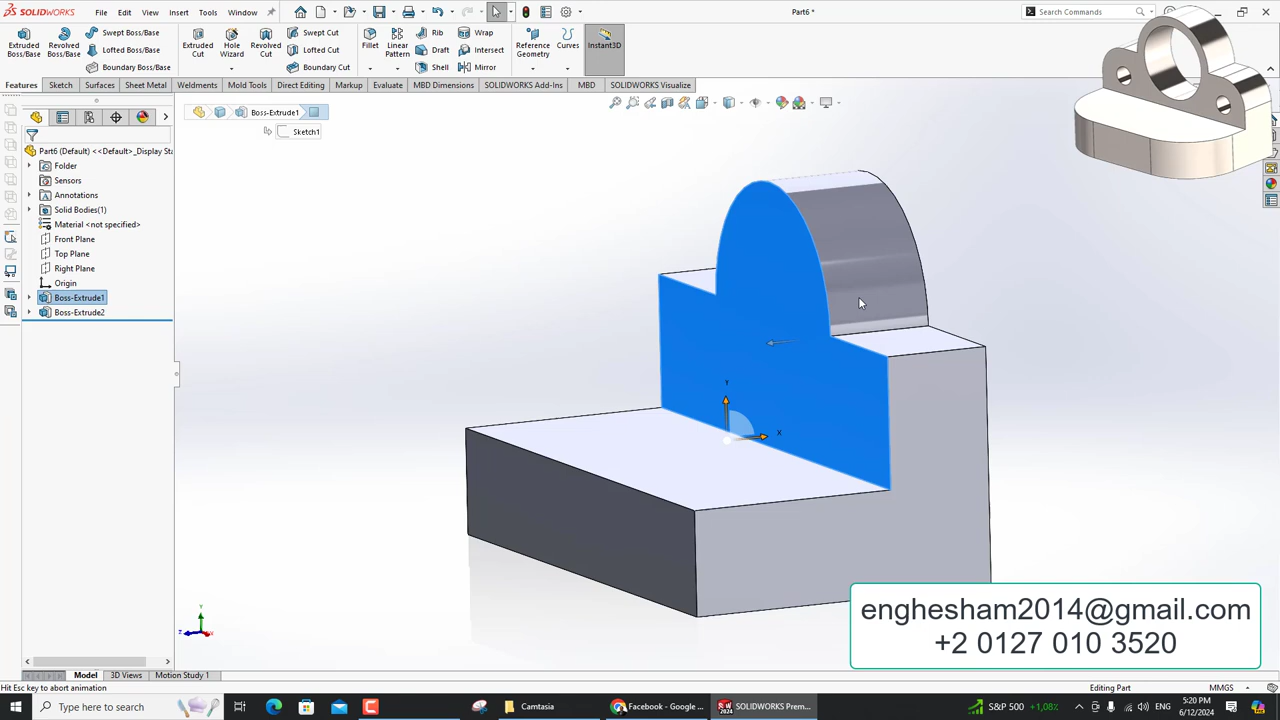 SOLIDWORKS
File Edit View Insert Tools Window
Part6 *
Search Commands
Extruded Boss/Base
Revolved Boss/Base
Swept Boss/Base
Lofted Boss/Base
Boundary Boss/Base
Extruded Cut
Hole Wizard
Revolved Cut
Swept Cut
Lofted Cut
Boundary Cut
Fillet
Linear Pattern
Rib
Draft
Shell
Wrap
Intersect
Mirror
Reference Geometry
Curves
Instant3D
Features Sketch Surfaces Sheet Metal Weldments Mold Tools Direct Editing Markup Evaluate MBD Dimensions SOLIDWORKS Add-Ins MBD SOLIDWORKS Visualize
Boss-Extrude1
Sketch1
Part6 (Default) <<Default>_Display Sta
Folder
Sensors
Annotations
Solid Bodies(1)
Material <not specified>
Front Plane
Top Plane
Right Plane
Origin
Boss-Extrude1
Boss-Extrude2
Y
X
Y
Z
enghesham2014@gmail.com
+2 0127 010 3520
Model 3D Views Motion Study 1
Hit Esc key to abort animation
Editing Part
MMGS
Type here to search
Camtasia
Facebook - Google ...
SOLIDWORKS Prem...
S&P 500 +1,08%
5:20 PM
6/12/2024